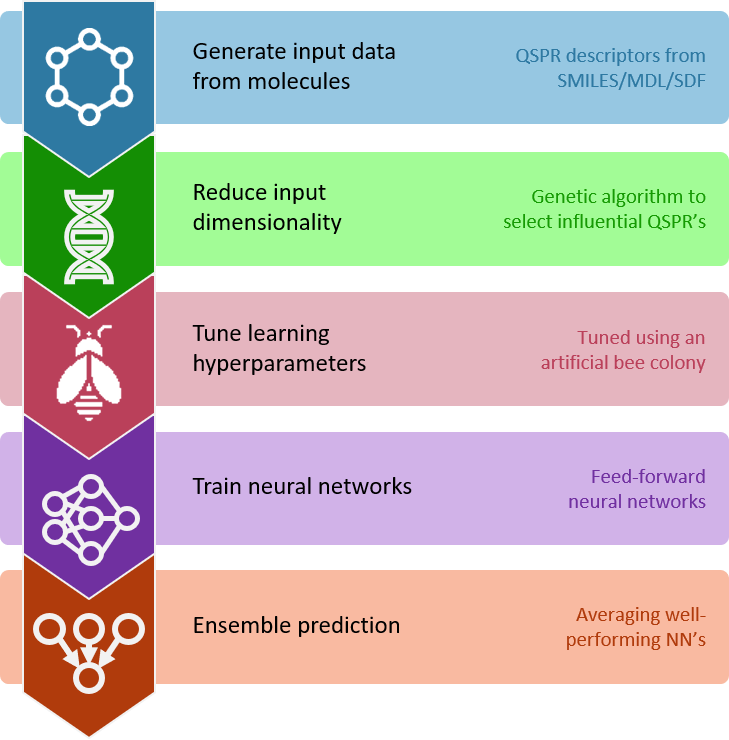 Generate input data
from molecules
QSPR descriptors from
SMILES/MDL/SDF
Reduce input
dimensionality
Genetic algorithm to
select influential QSPR’s
Tune learning
hyperparameters
Tuned using an
artificial bee colony
Train neural networks
Feed-forward
neural networks
Ensemble prediction
Averaging well-
performing NN’s